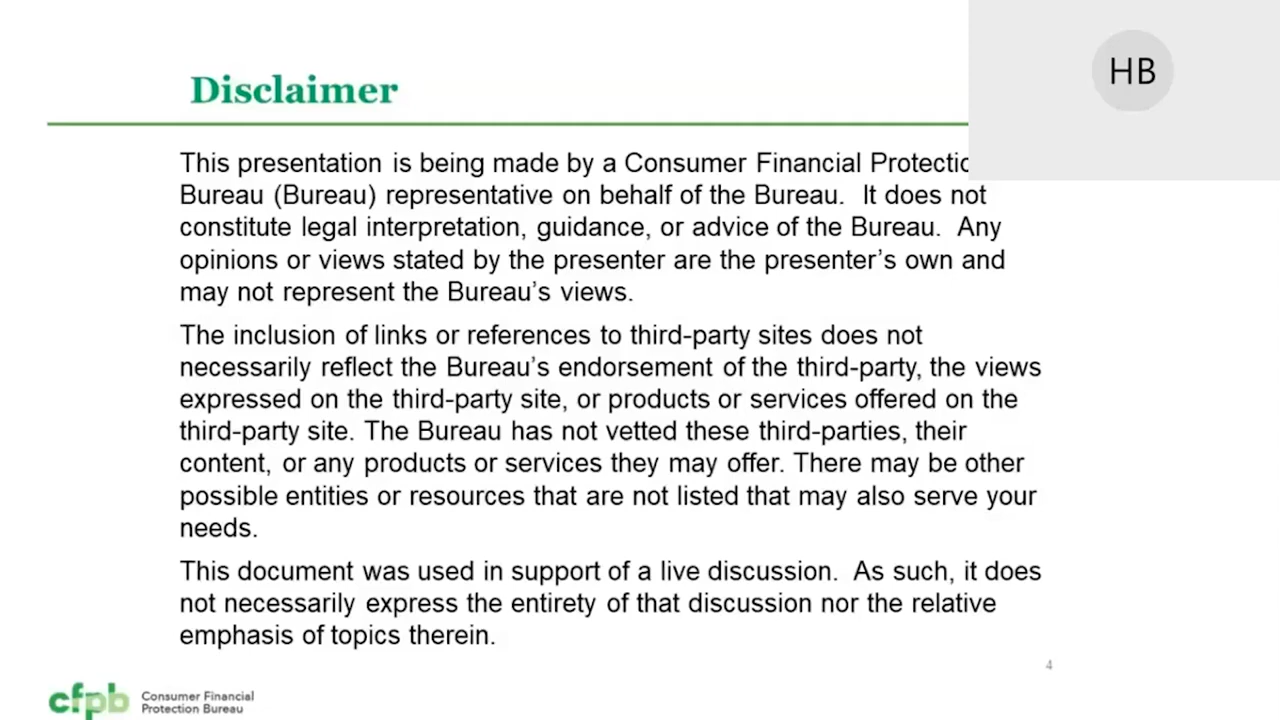 HB
Disclaimer
This presentation is being made by a Consumer Financial Protectio
Bureau (Bureau) representative on behalf of the Bureau.  It does not
constitute legal interpretation, guidance, or advice of the Bureau.  Any
opinions or views stated by the presenter are the presenter’s own and
may not represent the Bureau’s views.
The inclusion of links or references to third-party sites does not
necessarily reflect the Bureau’s endorsement of the third-party, the views
expressed on the third-party site, or products or services offered on the
third-party site. The Bureau has not vetted these third-parties, their
content, or any products or services they may offer. There may be other
possible entities or resources that are not listed that may also serve your
needs.
This document was used in support of a live discussion.  As such, it does
not necessarily express the entirety of that discussion nor the relative
emphasis of topics therein.
4
cfpb
Consumer Financial
Protection Bureau